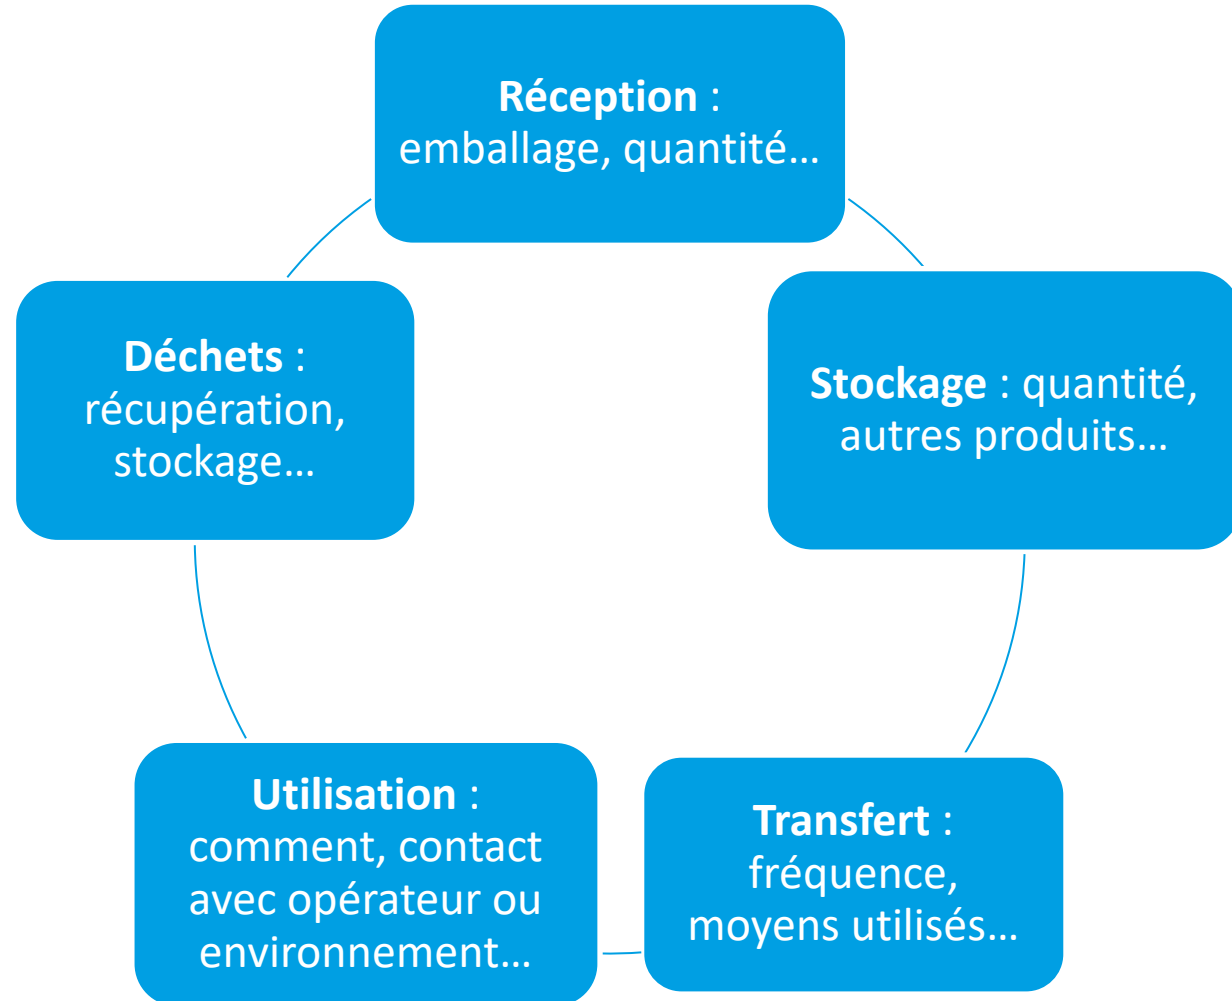 Réception :
emballage, quantité…
Stockage : quantité,
autres produits…
Transfert :
fréquence,
moyens utilisés…
Utilisation :
comment, contact
avec opérateur ou
environnement…
Déchets :
récupération,
stockage…